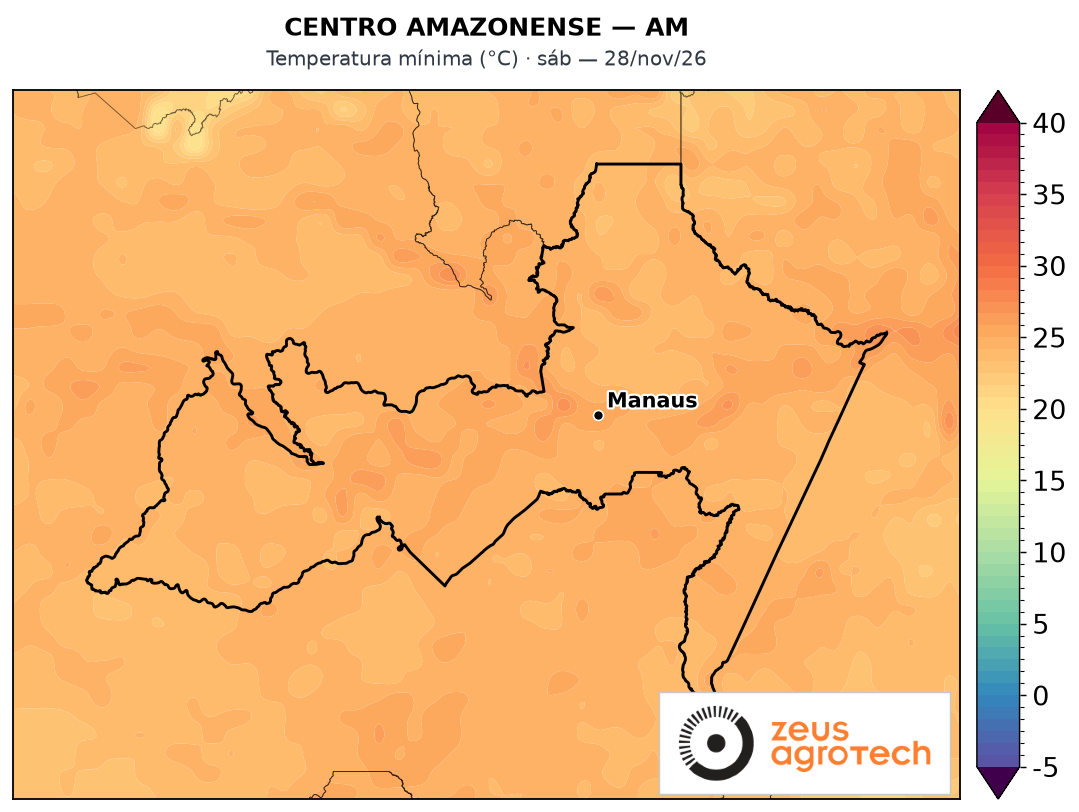 CENTRO AMAZONENSE — AM
Temperatura mínima (°C) · sáb — 28/nov/26
Manaus
40
35
30
25
20
15
10
5
0
-5
zeus
agrotech